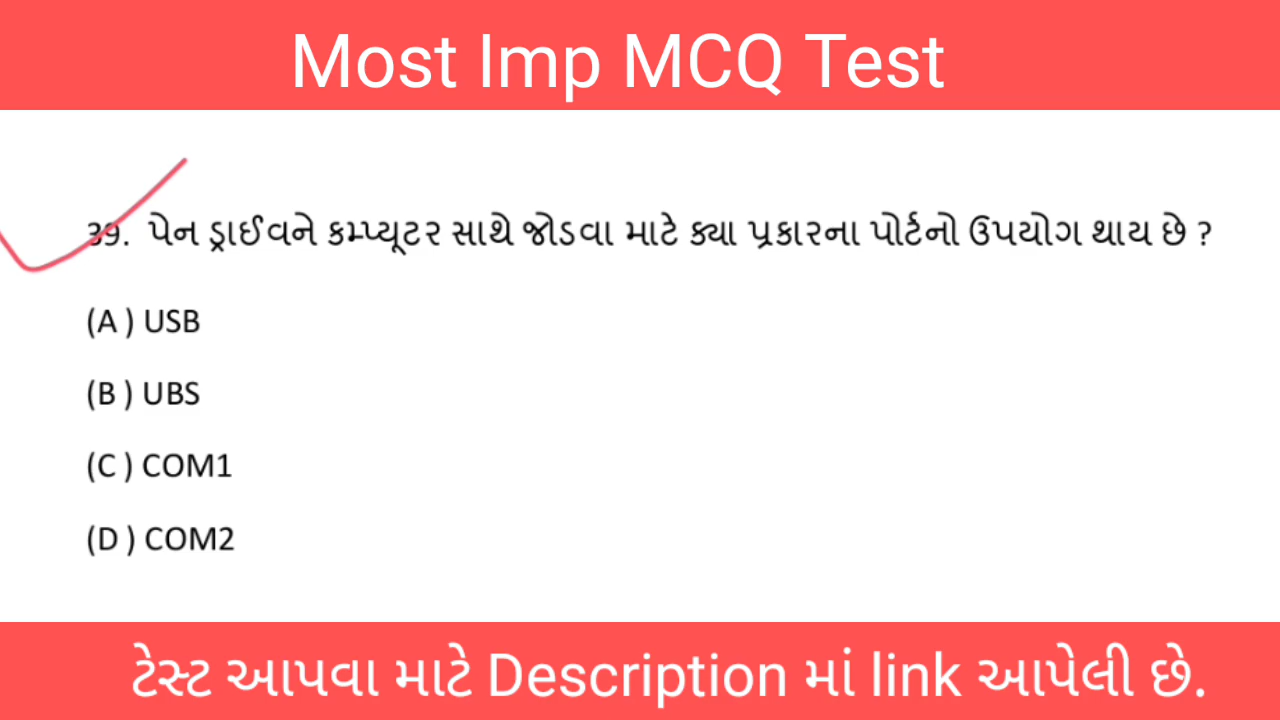 Most Imp MCQ Test
39. પેન ડ્રાઈવને કમ્પ્યૂટર સાથે જોડવા માટે ક્યા પ્રકારના પોર્ટનો ઉપયોગ થાય છે ?
(A ) USB
(B ) UBS
(C ) COM1
(D ) COM2
ટેસ્ટ આપવા માટે Description માં link આપેલી છે.